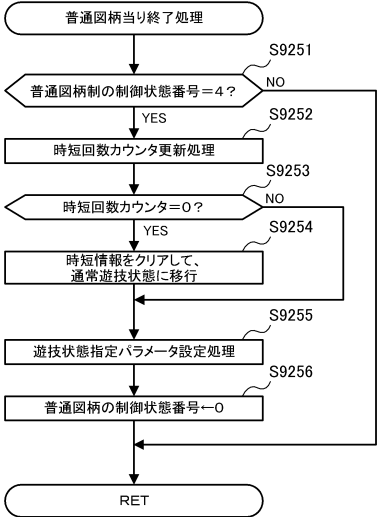 普通図柄当り終了処理
S9251
普通図柄制の制御状態番号=4?
NO
YES
S9252
時短回数カウンタ更新処理
S9253
時短回数カウンタ=0?
NO
YES
S9254
時短情報をクリアして、
通常遊技状態に移行
S9255
遊技状態指定パラメータ設定処理
S9256
普通図柄の制御状態番号←0
RET